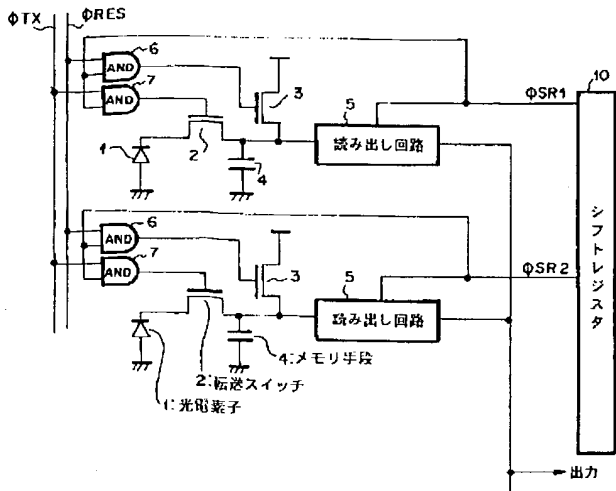 ΦTX ΦRES
6
AND
7
AND
3
10
ΦSR1
5
読み出し回路
1
2
4
シフトレジスタ
6
AND
7
AND
3
ΦSR2
5
読み出し回路
4:メモリ手段
2:転送スイッチ
1:光電素子
出力